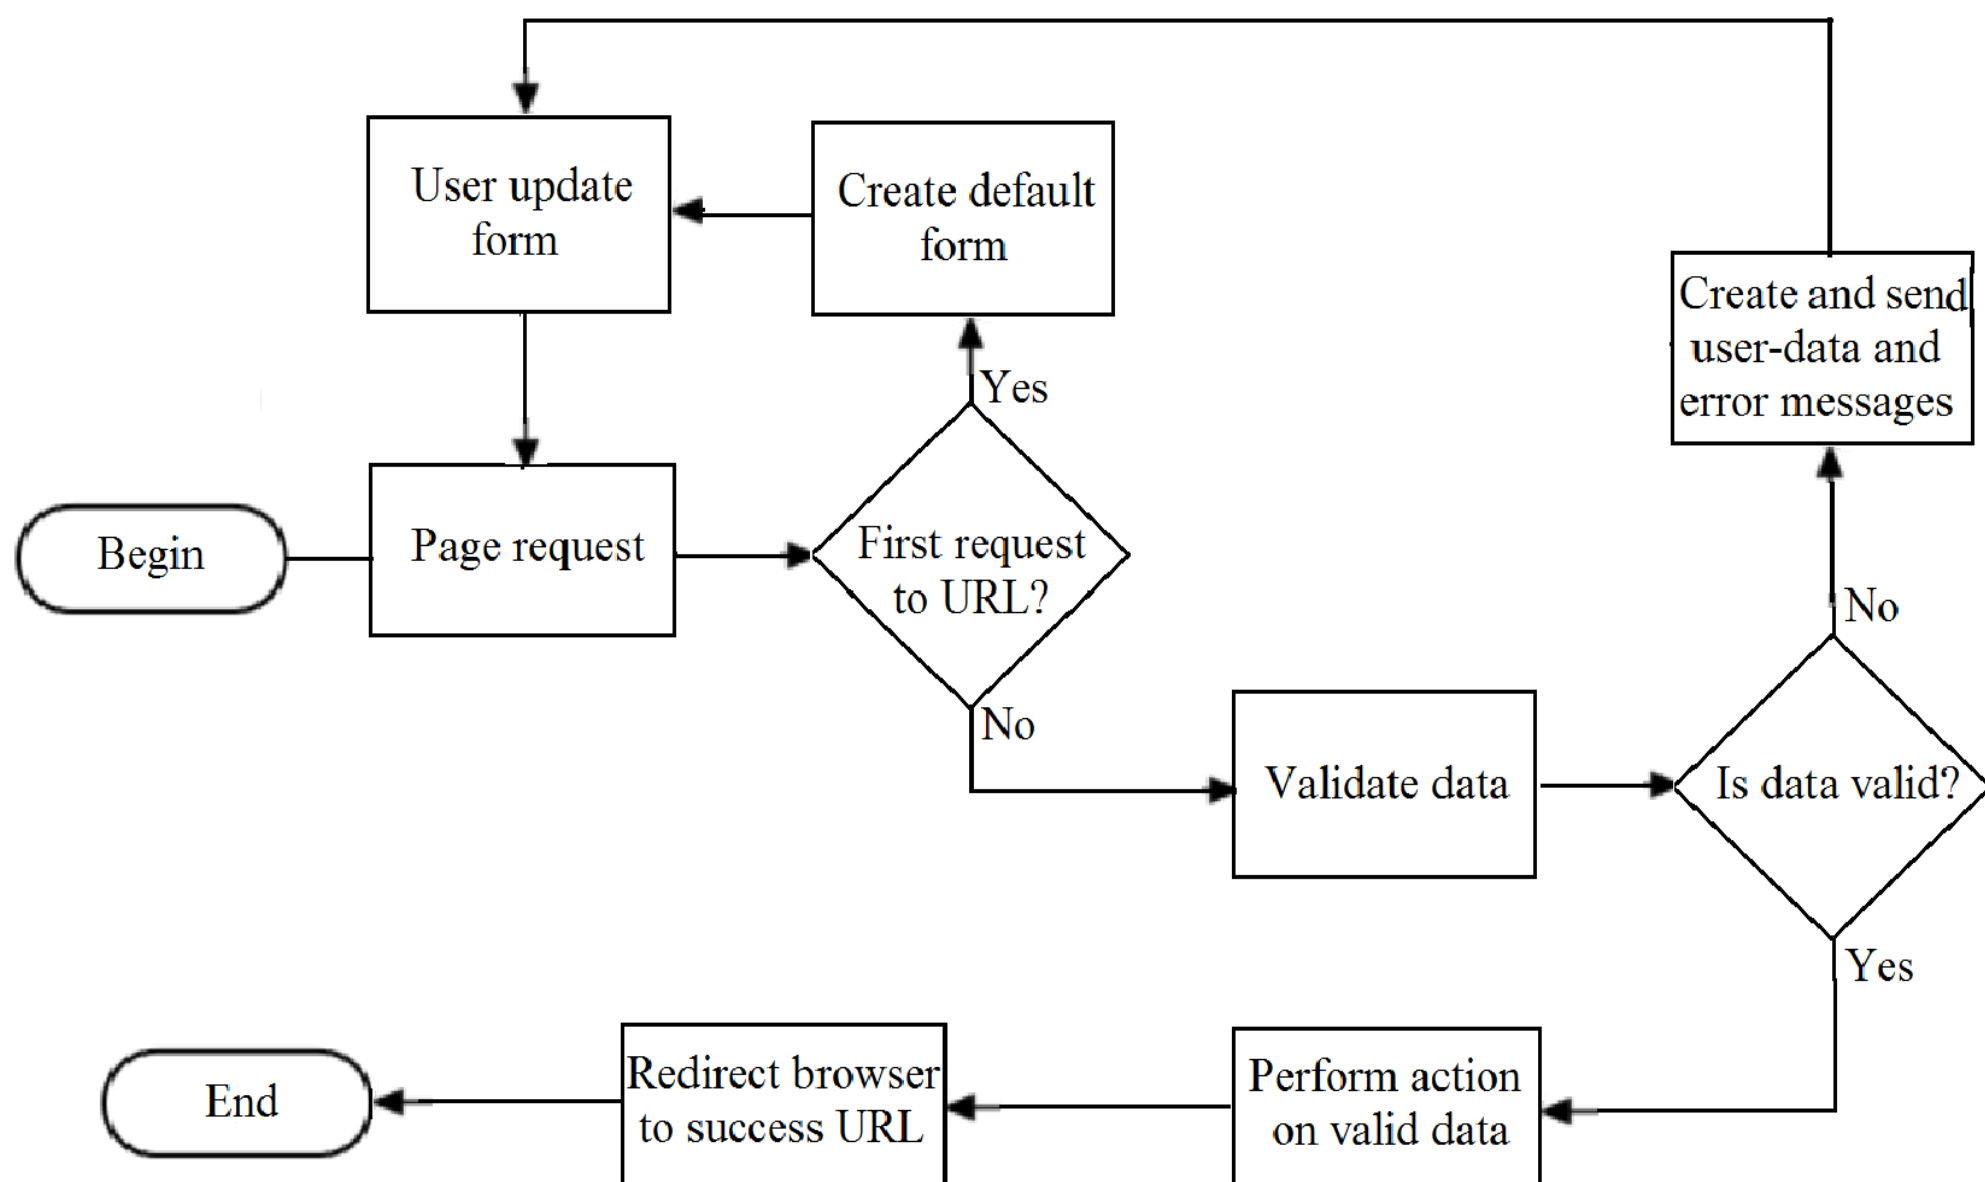 User update
form
Create default
form
Create and send
user-data and
error messages
Yes
Begin
Page request
First request
to URL?
No
No
Validate data
Is data valid?
Yes
End
Redirect browser
to success URL
Perform action
on valid data